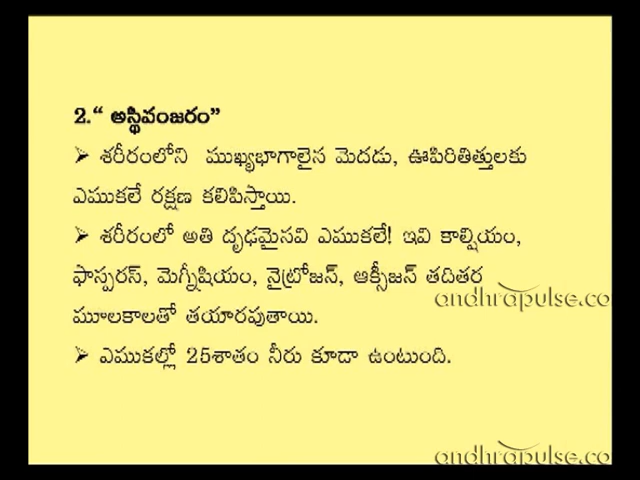 2.“ అస్థివంజరం”
➢ శరీరంలోని ముఖ్యభాగాలైన మెదడు, ఊపిరితిత్తులకు
ఎముకలే రక్షణ కలిపిస్తాయి.
➢ శరీరంలో అతి దృఢమైసవి ఎముకలే! ఇవి కాల్షియం,
ఫాస్పరస్, మెగ్నీషియం, నైట్రోజన్, ఆక్సీజన్ తదితర
మూలకాలతో తయారవుతాయి.
➢ ఎముకల్లో 25శాతం నీరు కూడా ఉంటుంది.
andhrapulse.co
andhrapulse.co